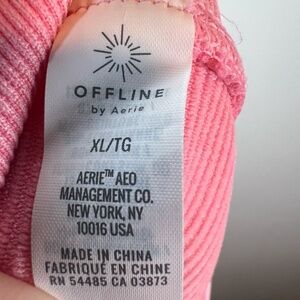 OFFLINE
by Aerie
XL/TG
AERIE™ AEO
MANAGEMENT CO.
NEW YORK, NY
10016 USA
MADE IN CHINA
FABRIQUÉ EN CHINE
RN 54485 CA 03873